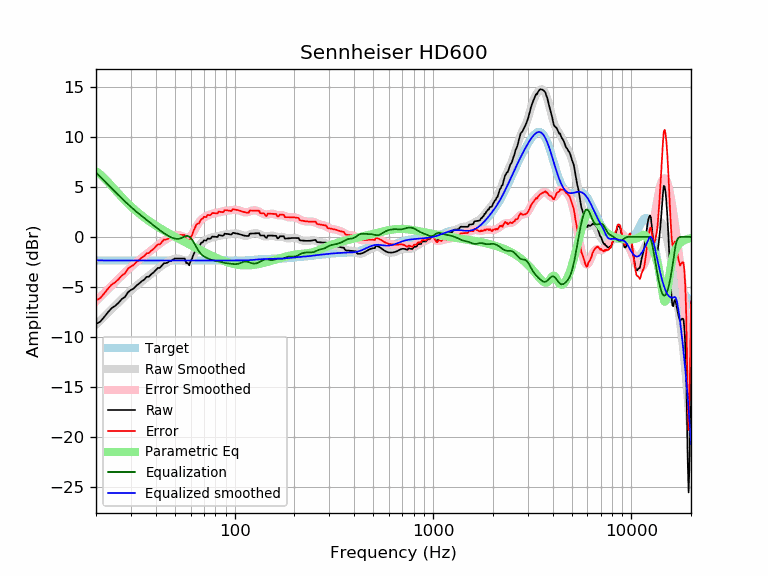 Sennheiser HD600
Amplitude (dBr)
15
10
5
0
−5
−10
−15
−20
−25
Target
Raw Smoothed
Error Smoothed
Raw
Error
Parametric Eq
Equalization
Equalized smoothed
100
1000
10000
Frequency (Hz)